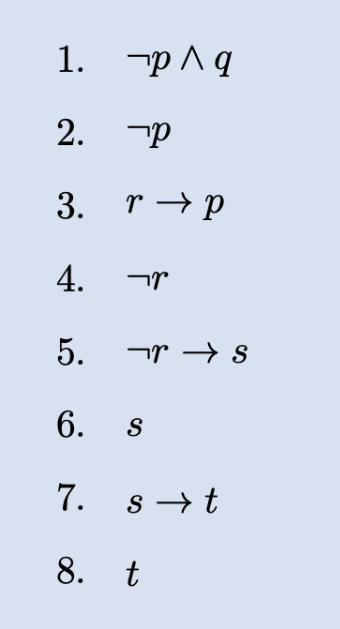 1. ¬p ∧ q
2. ¬p
3. r → p
4. ¬r
5. ¬r → s
6. s
7. s → t
8. t